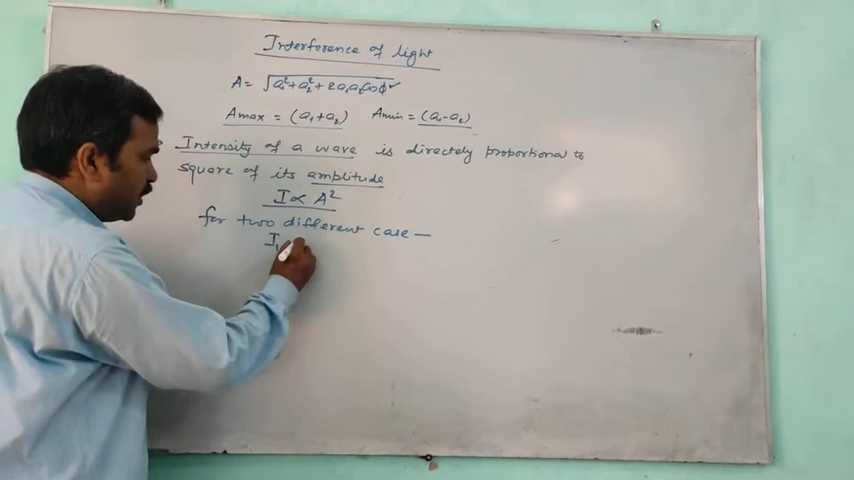 Interference of light
A = √a₁²+a₂²+2a₁a₂cosϕ
Amax = (a₁+a₂) Amin = (a₁-a₂)
Intensity of a wave is directely proportional to
square of its amplitude
I ∝ A²
for two different case —
I₁